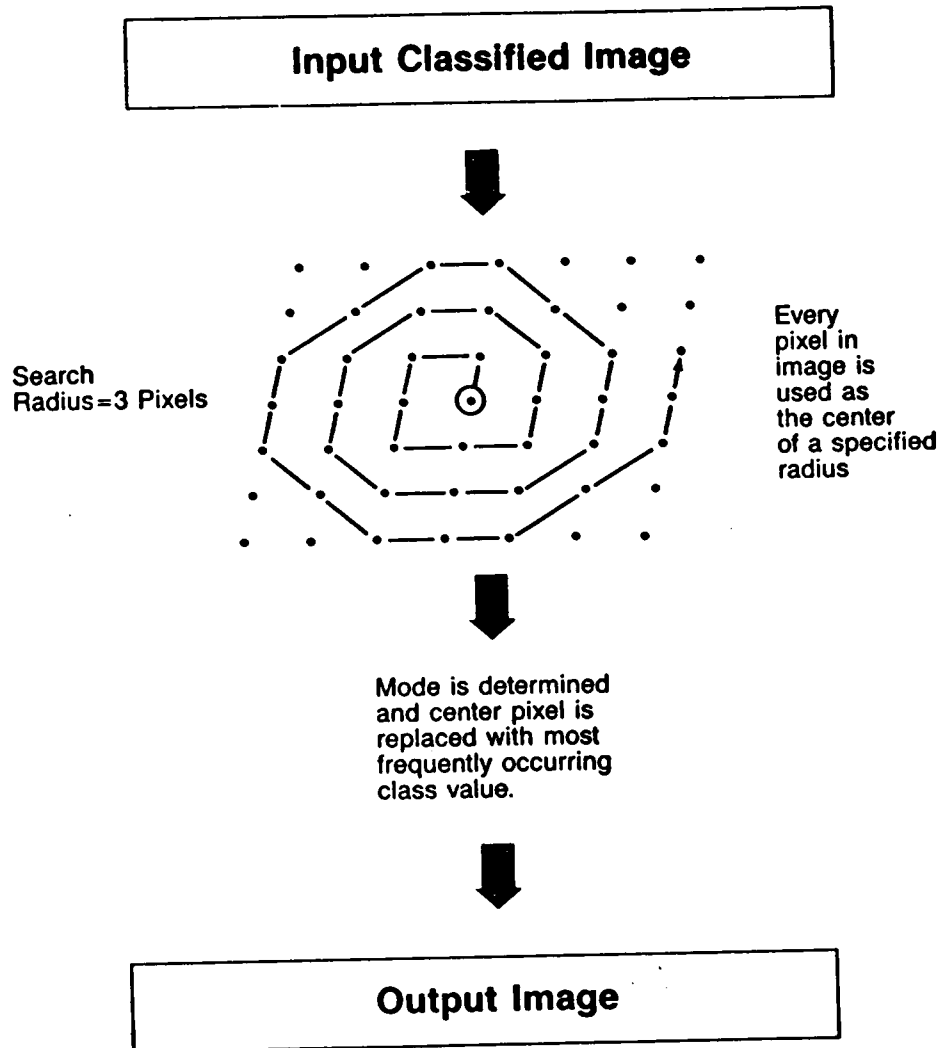 Input Classified Image
Search
Radius=3 Pixels
Every
pixel in
image is
used as
the center
of a specified
radius
Mode is determined
and center pixel is
replaced with most
frequently occurring
class value.
Output Image